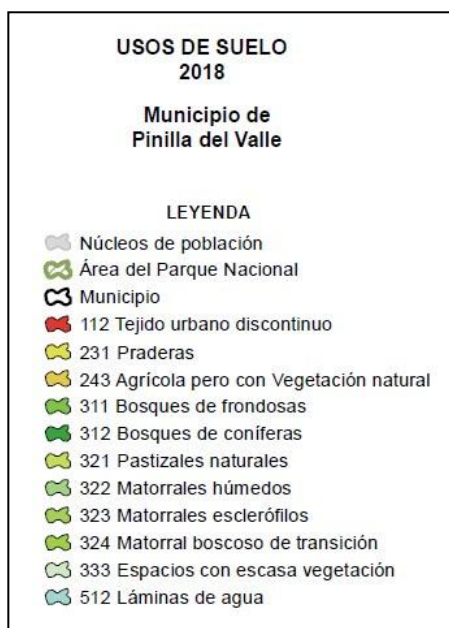 USOS DE SUELO
2018
Municipio de
Pinilla del Valle
LEYENDA
Núcleos de población
Área del Parque Nacional
Municipio
112 Tejido urbano discontinuo
231 Praderas
243 Agrícola pero con Vegetación natural
311 Bosques de frondosas
312 Bosques de coníferas
321 Pastizales naturales
322 Matorrales húmedos
323 Matorrales esclerófilos
324 Matorral boscoso de transición
333 Espacios con escasa vegetación
512 Láminas de agua